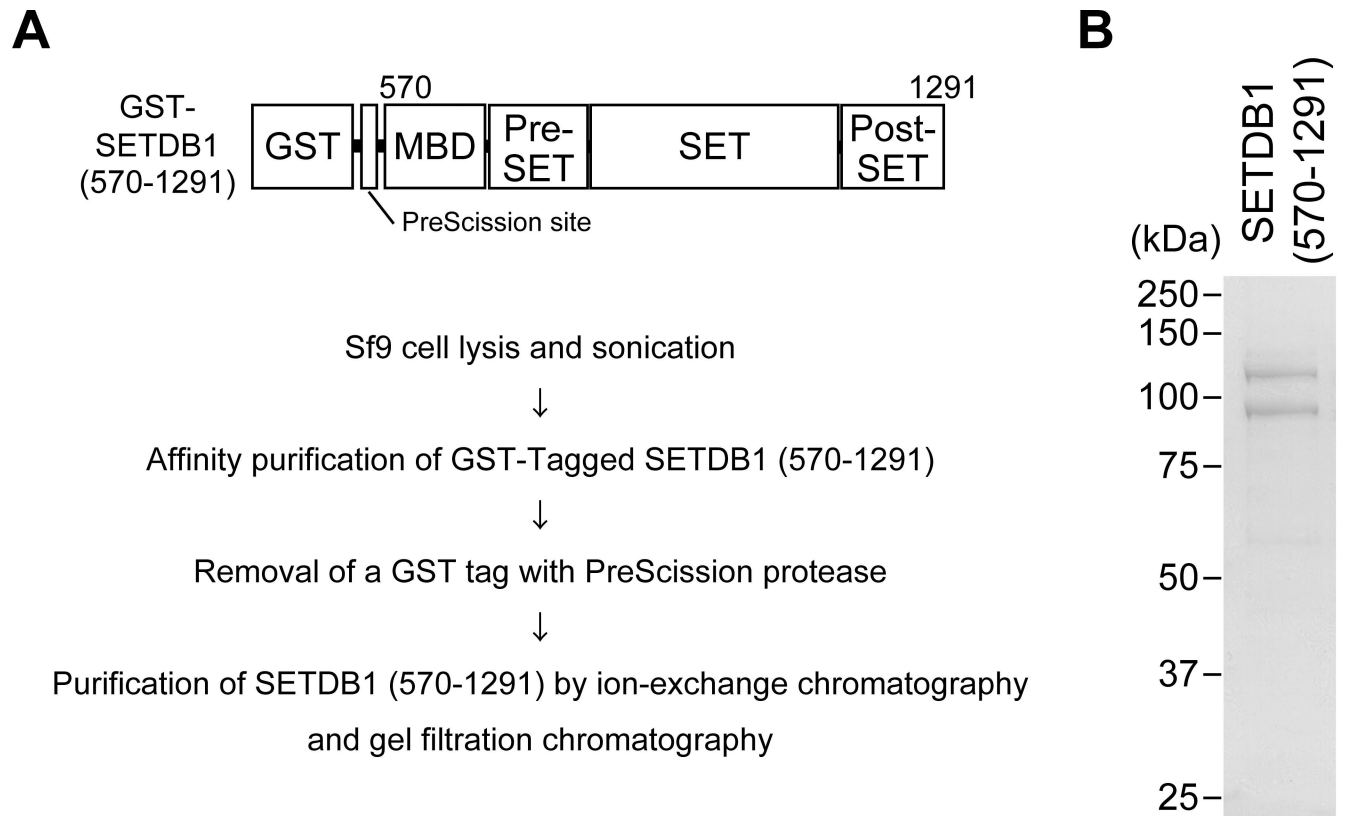 A
570
1291
GST-
SETDB1
(570-1291)
GST
MBD
Pre-
SET
SET
Post-
SET
PreScission site
Sf9 cell lysis and sonication
↓
Affinity purification of GST-Tagged SETDB1 (570-1291)
↓
Removal of a GST tag with PreScission protease
↓
Purification of SETDB1 (570-1291) by ion-exchange chromatography
and gel filtration chromatography
B
SETDB1
(570-1291)
(kDa)
250
150
100
75
50
37
25